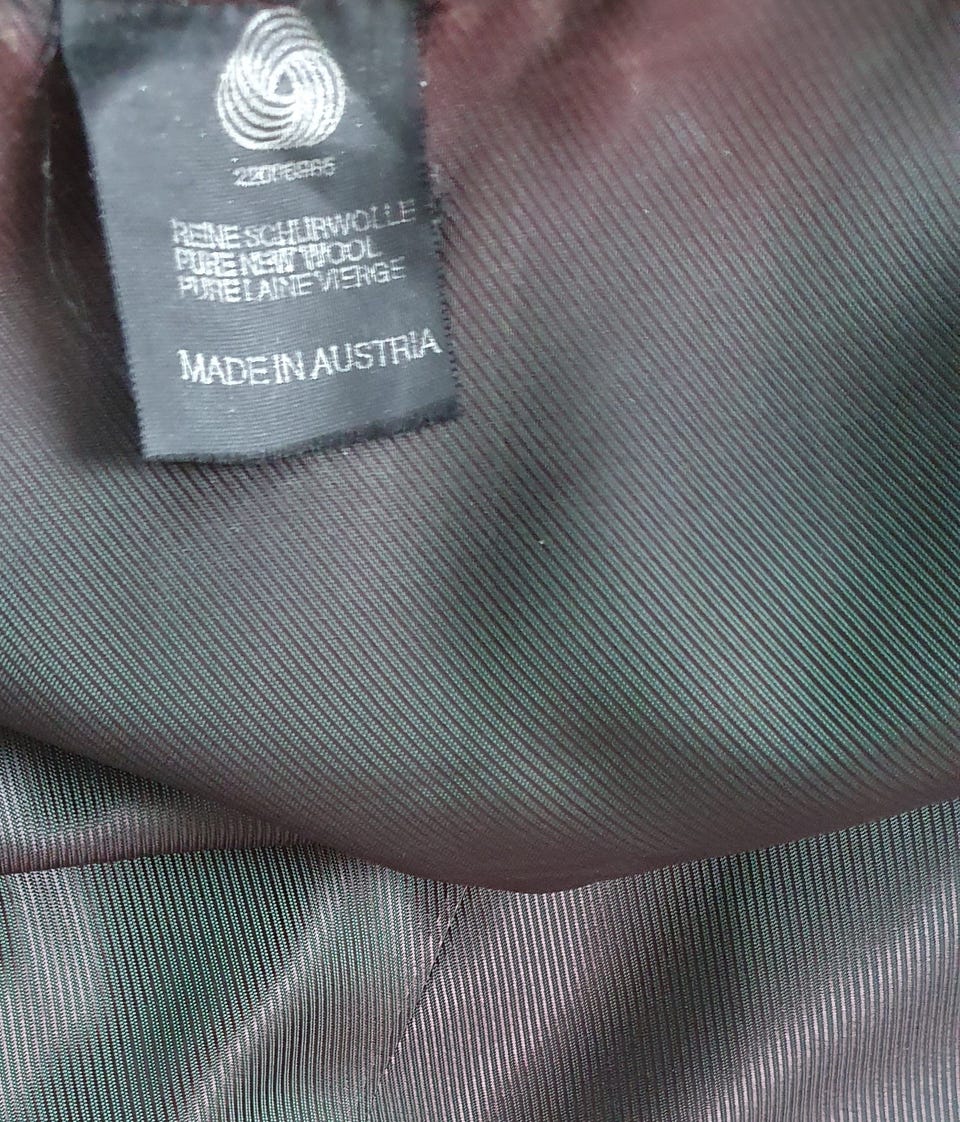 REINE SCHURWOLLE
PURE NEW WOOL
PURE LAINE VIERGE
MADE IN AUSTRIA